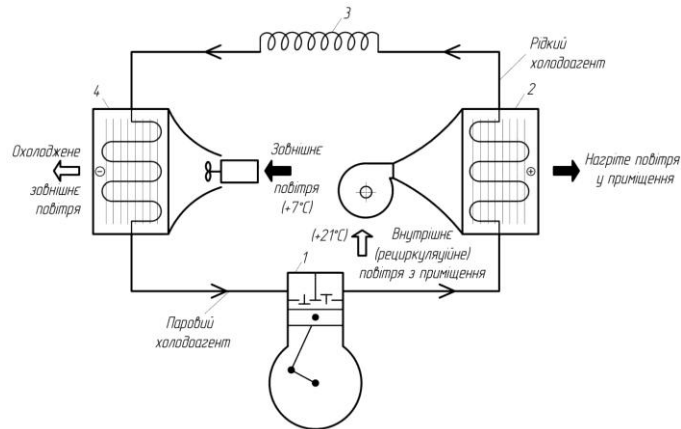 3
Рідкий
холодоагент
4
2
Охолоджене
зовнішнє
повітря
Зовнішнє
повітря
(+7°С)
Нагріте повітря
у приміщення
(+21°С)
Внутрішнє
(рециркуляуійне)
повітря з приміщення
1
Паровий
холодоагент